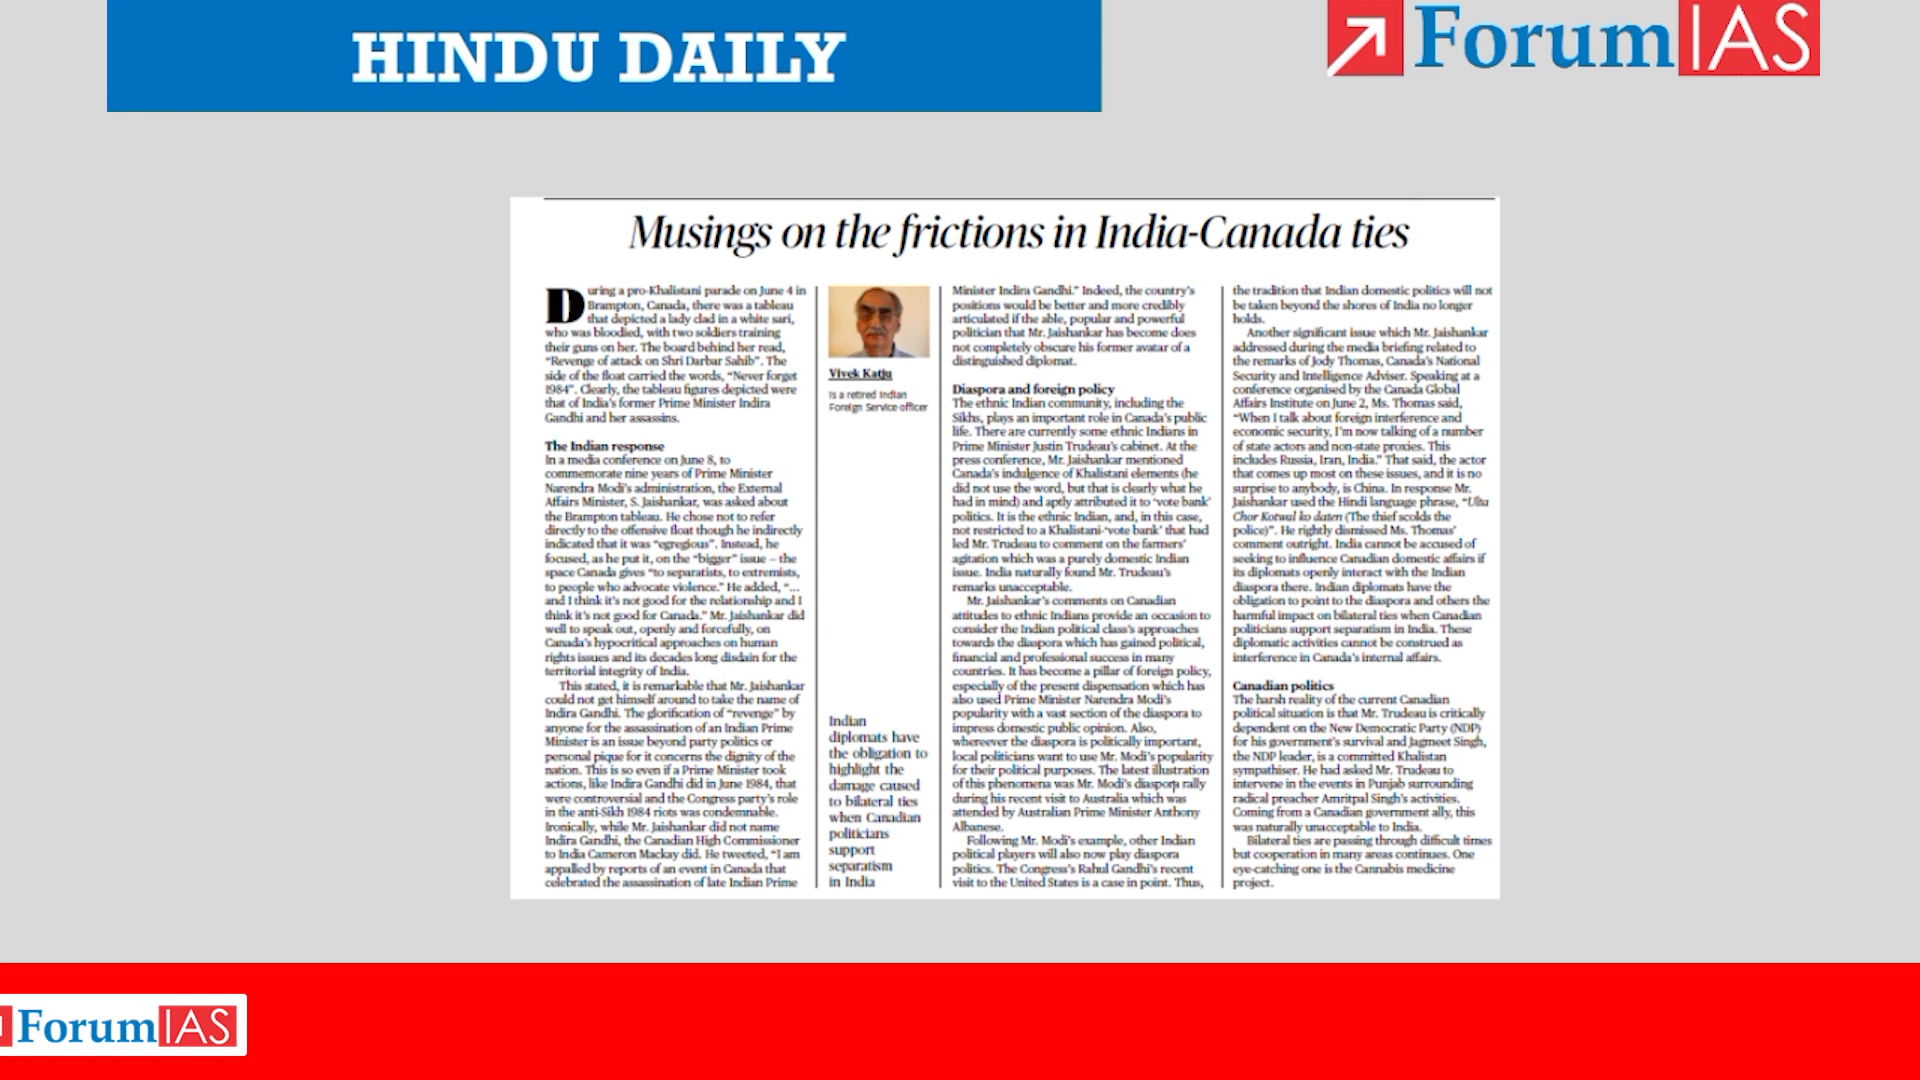 HINDU DAILY
ForumIAS
Musings on the frictions in India-Canada ties
During a pro-Khalistani parade on June 4 in
Brampton, Canada, there was a tableau
that depicted a lady clad in a white sari,
who was bloodied, with two soldiers training
their guns on her. The board behind her read,
“Revenge of attack on Shri Darbar Sahib”. The
side of the float carried the words, “Never forget
1984”. Clearly, the tableau figures depicted were
that of India’s former Prime Minister Indira
Gandhi and her assassins.
The Indian response
In a media conference on June 8, to
commemorate nine years of Prime Minister
Narendra Modi’s administration, the External
Affairs Minister, S. Jaishankar, was asked about
the Brampton tableau. He chose not to refer
directly to the offensive float though he indirectly
indicated that it was “egregious”. Instead, he
focused, as he put it, on the “bigger” issue – the
space Canada gives “to separatists, to extremists,
to people who advocate violence.” He added, “...
and I think it’s not good for the relationship and I
think it’s not good for Canada.” Mr. Jaishankar did
well to speak out, openly and forcefully, on
Canada’s hypocritical approaches on human
rights issues and its decades long disdain for the
territorial integrity of India.
This stated, it is remarkable that Mr. Jaishankar
could not get himself around to take the name of
Indira Gandhi. The glorification of “revenge” by
anyone for the assassination of an Indian Prime
Minister is an issue beyond party politics or
personal pique for it concerns the dignity of the
nation. This is so even if a Prime Minister took
actions, like Indira Gandhi did in June 1984, that
were controversial and the Congress party’s role
in the anti-Sikh 1984 riots was condemnable.
Ironically, while Mr. Jaishankar did not name
Indira Gandhi, the Canadian High Commissioner
to India Cameron Mackay did. He tweeted, “I am
appalled by reports of an event in Canada that
celebrated the assassination of late Indian Prime
Vivek Katju
Is a retired Indian
Foreign Service officer
Indian
diplomats have
the obligation to
highlight the
damage caused
to bilateral ties
when Canadian
politicians
support
separatism
in India
Minister Indira Gandhi.” Indeed, the country’s
positions would be better and more credibly
articulated if the able, popular and powerful
politician that Mr. Jaishankar has become does
not completely obscure his former avatar of a
distinguished diplomat.
Diaspora and foreign policy
The ethnic Indian community, including the
Sikhs, plays an important role in Canada’s public
life. There are currently some ethnic Indians in
Prime Minister Justin Trudeau’s cabinet. At the
press conference, Mr. Jaishankar mentioned
Canada’s indulgence of Khalistani elements (he
did not use the word, but that is clearly what he
had in mind) and aptly attributed it to ‘vote bank’
politics. It is the ethnic Indian, and, in this case,
not restricted to a Khalistani-‘vote bank’ that had
led Mr. Trudeau to comment on the farmers’
agitation which was a purely domestic Indian
issue. India naturally found Mr. Trudeau’s
remarks unacceptable.
Mr. Jaishankar’s comments on Canadian
attitudes to ethnic Indians provide an occasion to
consider the Indian political class’s approaches
towards the diaspora which has gained political,
financial and professional success in many
countries. It has become a pillar of foreign policy,
especially of the present dispensation which has
also used Prime Minister Narendra Modi’s
popularity with a vast section of the diaspora to
impress domestic public opinion. Also,
whereever the diaspora is politically important,
local politicians want to use Mr. Modi’s popularity
for their political purposes. The latest illustration
of this phenomena was Mr. Modi’s diaspora rally
during his recent visit to Australia which was
attended by Australian Prime Minister Anthony
Albanese.
Following Mr. Modi’s example, other Indian
political players will also now play diaspora
politics. The Congress’s Rahul Gandhi’s recent
visit to the United States is a case in point. Thus,
the tradition that Indian domestic politics will not
be taken beyond the shores of India no longer
holds.
Another significant issue which Mr. Jaishankar
addressed during the media briefing related to
the remarks of Jody Thomas, Canada’s National
Security and Intelligence Adviser. Speaking at a
conference organised by the Canada Global
Affairs Institute on June 2, Ms. Thomas said,
“When I talk about foreign interference and
economic security, I’m now talking of a number
of state actors and non-state proxies. This
includes Russia, Iran, India.” That said, the actor
that comes up most on these issues, and it is no
surprise to anybody, is China. In response Mr.
Jaishankar used the Hindi language phrase, “Ulta
Chor Kotwal ko daten (The thief scolds the
police)”. He rightly dismissed Ms. Thomas’
comment outright. India cannot be accused of
seeking to influence Canadian domestic affairs if
its diplomats openly interact with the Indian
diaspora there. Indian diplomats have the
obligation to point to the diaspora and others the
harmful impact on bilateral ties when Canadian
politicians support separatism in India. These
diplomatic activities cannot be construed as
interference in Canada’s internal affairs.
Canadian politics
The harsh reality of the current Canadian
political situation is that Mr. Trudeau is critically
dependent on the New Democratic Party (NDP)
for his government’s survival and Jagmeet Singh,
the NDP leader, is a committed Khalistan
sympathiser. He had asked Mr. Trudeau to
intervene in the events in Punjab surrounding
radical preacher Amritpal Singh’s activities.
Coming from a Canadian government ally, this
was naturally unacceptable to India.
Bilateral ties are passing through difficult times
but cooperation in many areas continues. One
eye-catching one is the Cannabis medicine
project.
ForumIAS